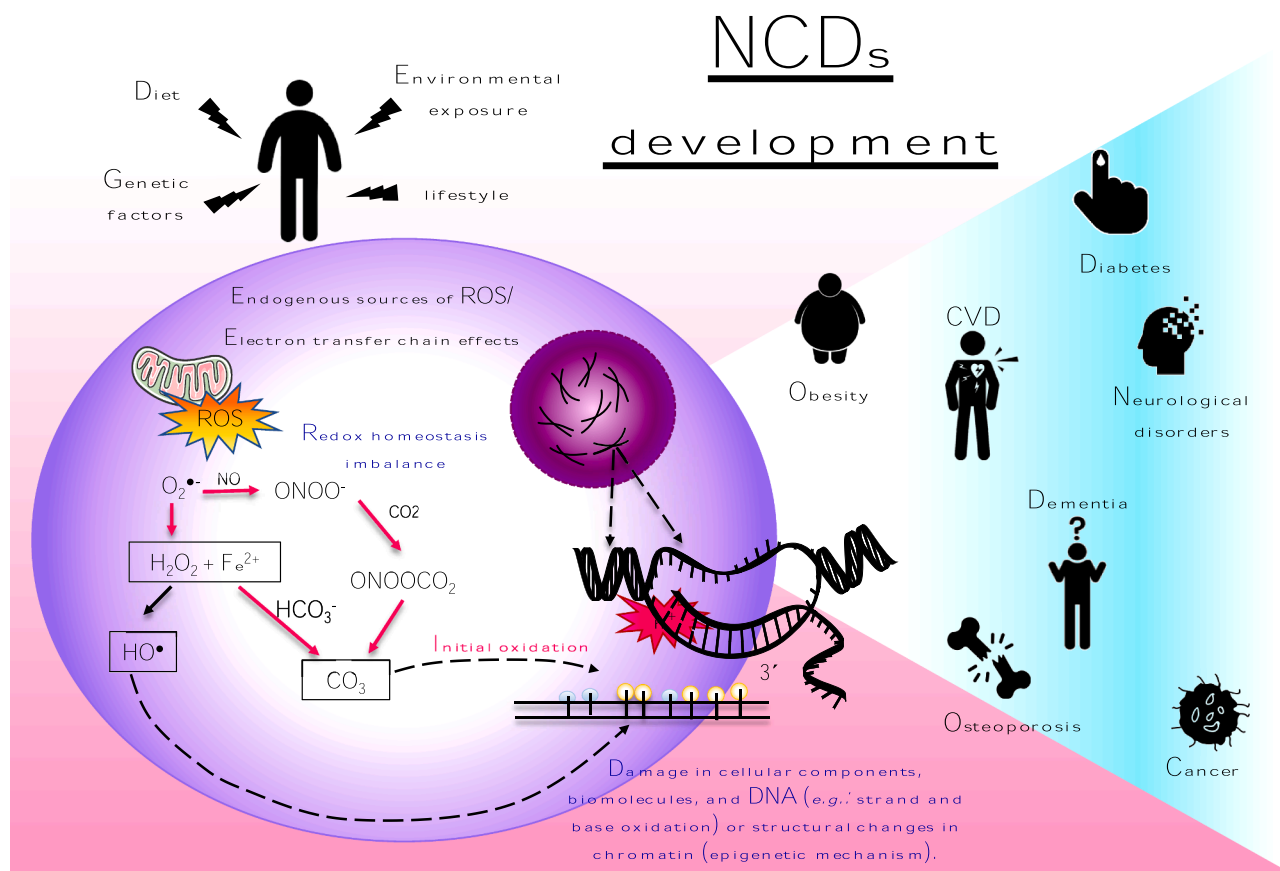 NCDs
development
Diet
Environmental
exposure
Genetic
factors
lifestyle
Endogenous sources of ROS/
Electron transfer chain effects
ROS
Redox homeostasis
imbalance
O₂•-
NO
ONOO⁻
CO2
H₂O₂ + Fe²⁺
ONOOCO₂
HCO₃⁻
HO•
CO₃
Initial oxidation
3´
Damage in cellular components,
biomolecules, and DNA (e.g.: strand and
base oxidation) or structural changes in
chromatin (epigenetic mechanism).
Diabetes
Obesity
CVD
Neurological
disorders
Dementia
?
Osteoporosis
Cancer